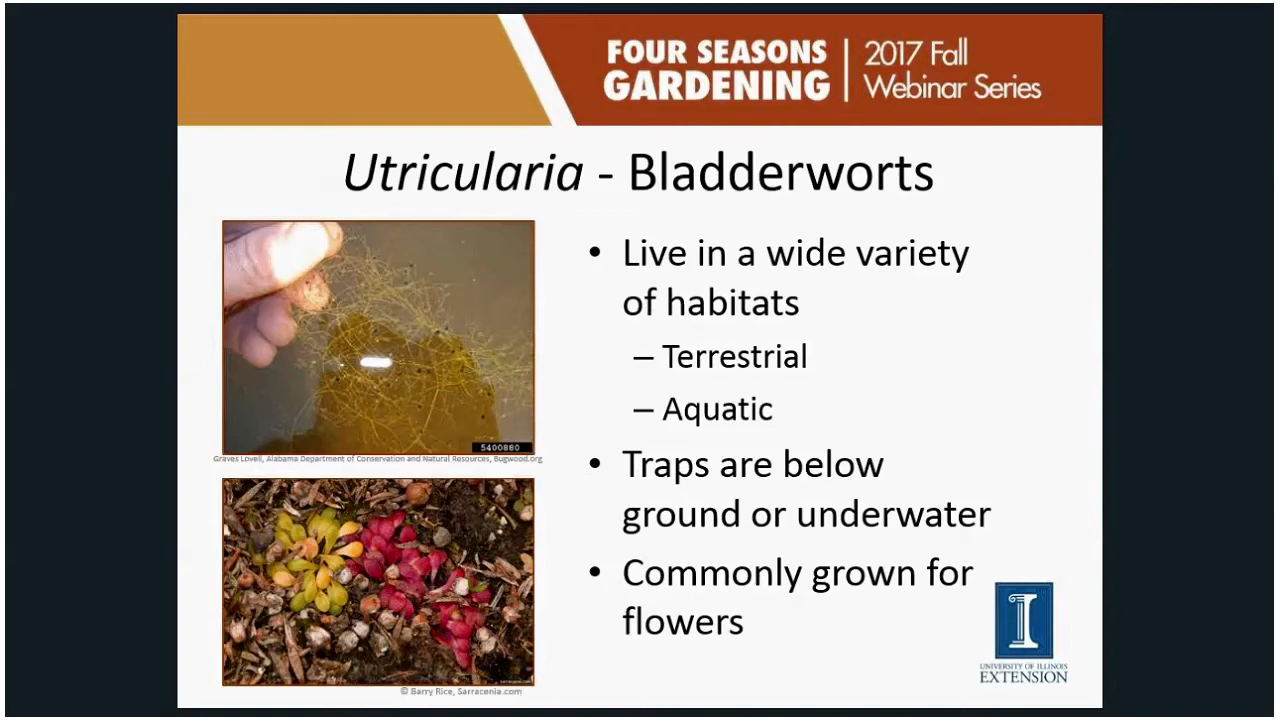 FOUR SEASONS
GARDENING
2017 Fall
Webinar Series
Utricularia - Bladderworts
• Live in a wide variety
of habitats
– Terrestrial
– Aquatic
• Traps are below
ground or underwater
• Commonly grown for
flowers
5400860
Graves Lovell, Alabama Department of Conservation and Natural Resources, Bugwood.org
© Barry Rice, Sarracenia.com
I
UNIVERSITY OF ILLINOIS
EXTENSION